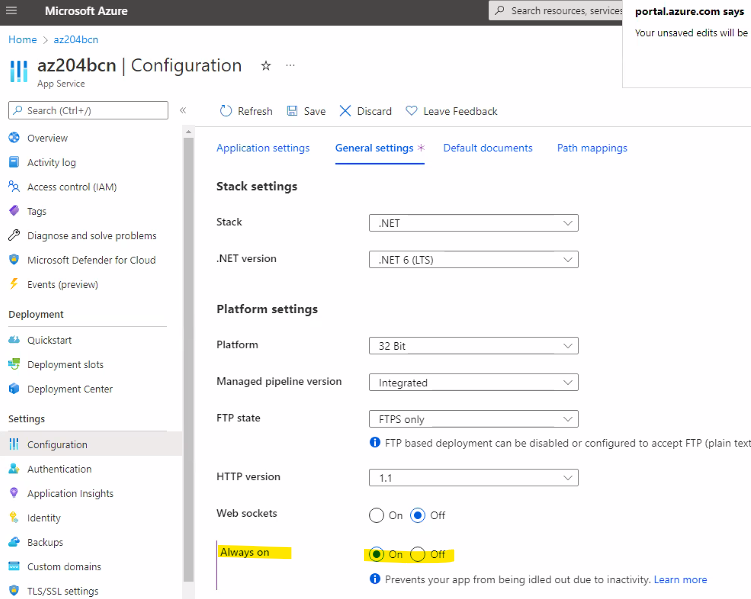 Microsoft Azure
Search resources, services
portal.azure.com says
Your unsaved edits will be
Home > az204bcn
az204bcn | Configuration
App Service
Search (Ctrl+/)
Refresh Save Discard Leave Feedback
Overview
Activity log
Access control (IAM)
Tags
Diagnose and solve problems
Microsoft Defender for Cloud
Events (preview)
Deployment
Quickstart
Deployment slots
Deployment Center
Settings
Configuration
Authentication
Application Insights
Identity
Backups
Custom domains
TLS/SSL settings
Application settings General settings * Default documents Path mappings
Stack settings
Stack .NET
.NET version .NET 6 (LTS)
Platform settings
Platform 32 Bit
Managed pipeline version Integrated
FTP state FTPS only
FTP based deployment can be disabled or configured to accept FTP (plain text
HTTP version 1.1
Web sockets On Off
Always on On Off
Prevents your app from being idled out due to inactivity. Learn more